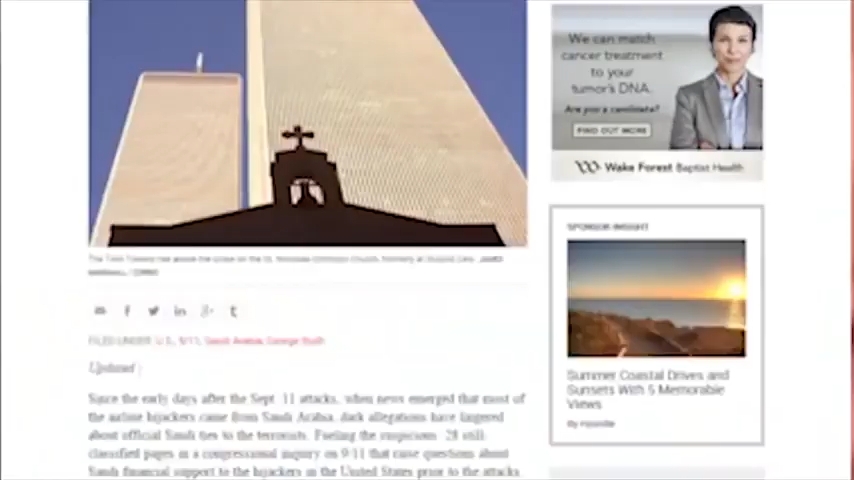 We can match
cancer treatment
to your
tumor's DNA.
Are you a candidate?
FIND OUT MORE
Wake Forest Baptist Health
SPONSOR INSIGHT
Summer Coastal Drives and
Sunsets With 5 Memorable
Views
By
FILED UNDER: U.S., 9/11, Saudi Arabia, George Bush
Updated |
Since the early days after the Sept. 11 attacks, when news emerged that most of
the airline hijackers came from Saudi Arabia, dark allegations have lingered
about official Saudi ties to the terrorists. Fueling the suspicions: 28 still-
classified pages in a congressional inquiry on 9/11 that raise questions about
Saudi financial support to the hijackers in the United States prior to the attacks.